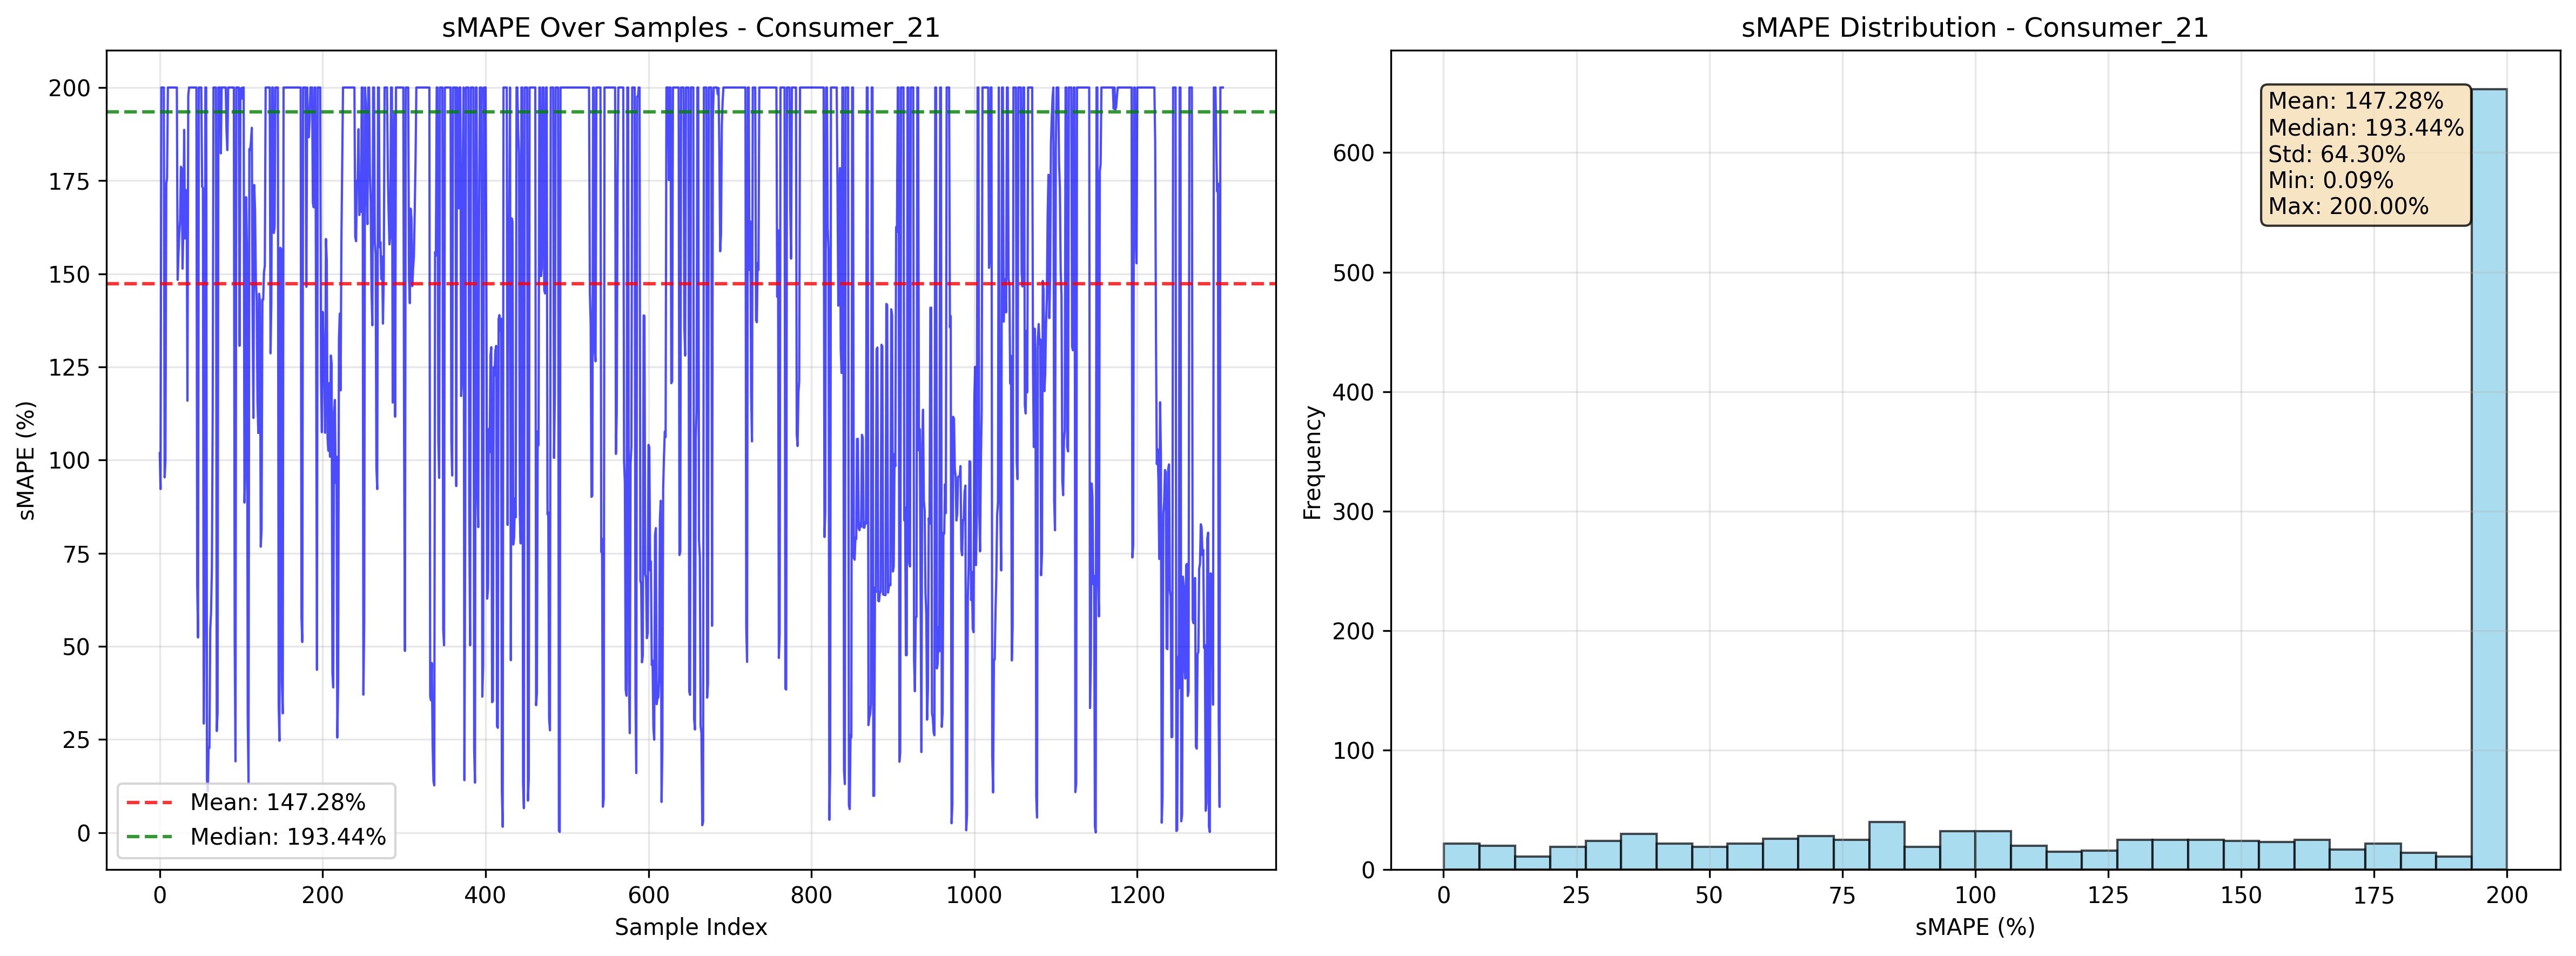 sMAPE Over Samples - Consumer_21
sMAPE (%)
200
175
150
125
100
75
50
25
0
Mean: 147.28%
Median: 193.44%
0
200
400
600
800
1000
1200
Sample Index
sMAPE Distribution - Consumer_21
Frequency
600
500
400
300
200
100
0
Mean: 147.28%
Median: 193.44%
Std: 64.30%
Min: 0.09%
Max: 200.00%
0
25
50
75
100
125
150
175
200
sMAPE (%)